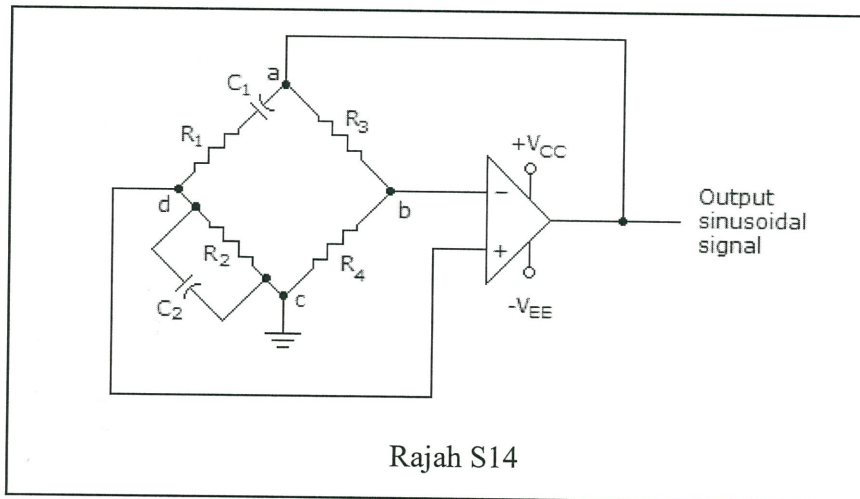 a
C1
R1
R3
+VCC
d
b
−
Output
sinusoidal
signal
R2
R4
+
C2
c
-VEE
Rajah S14